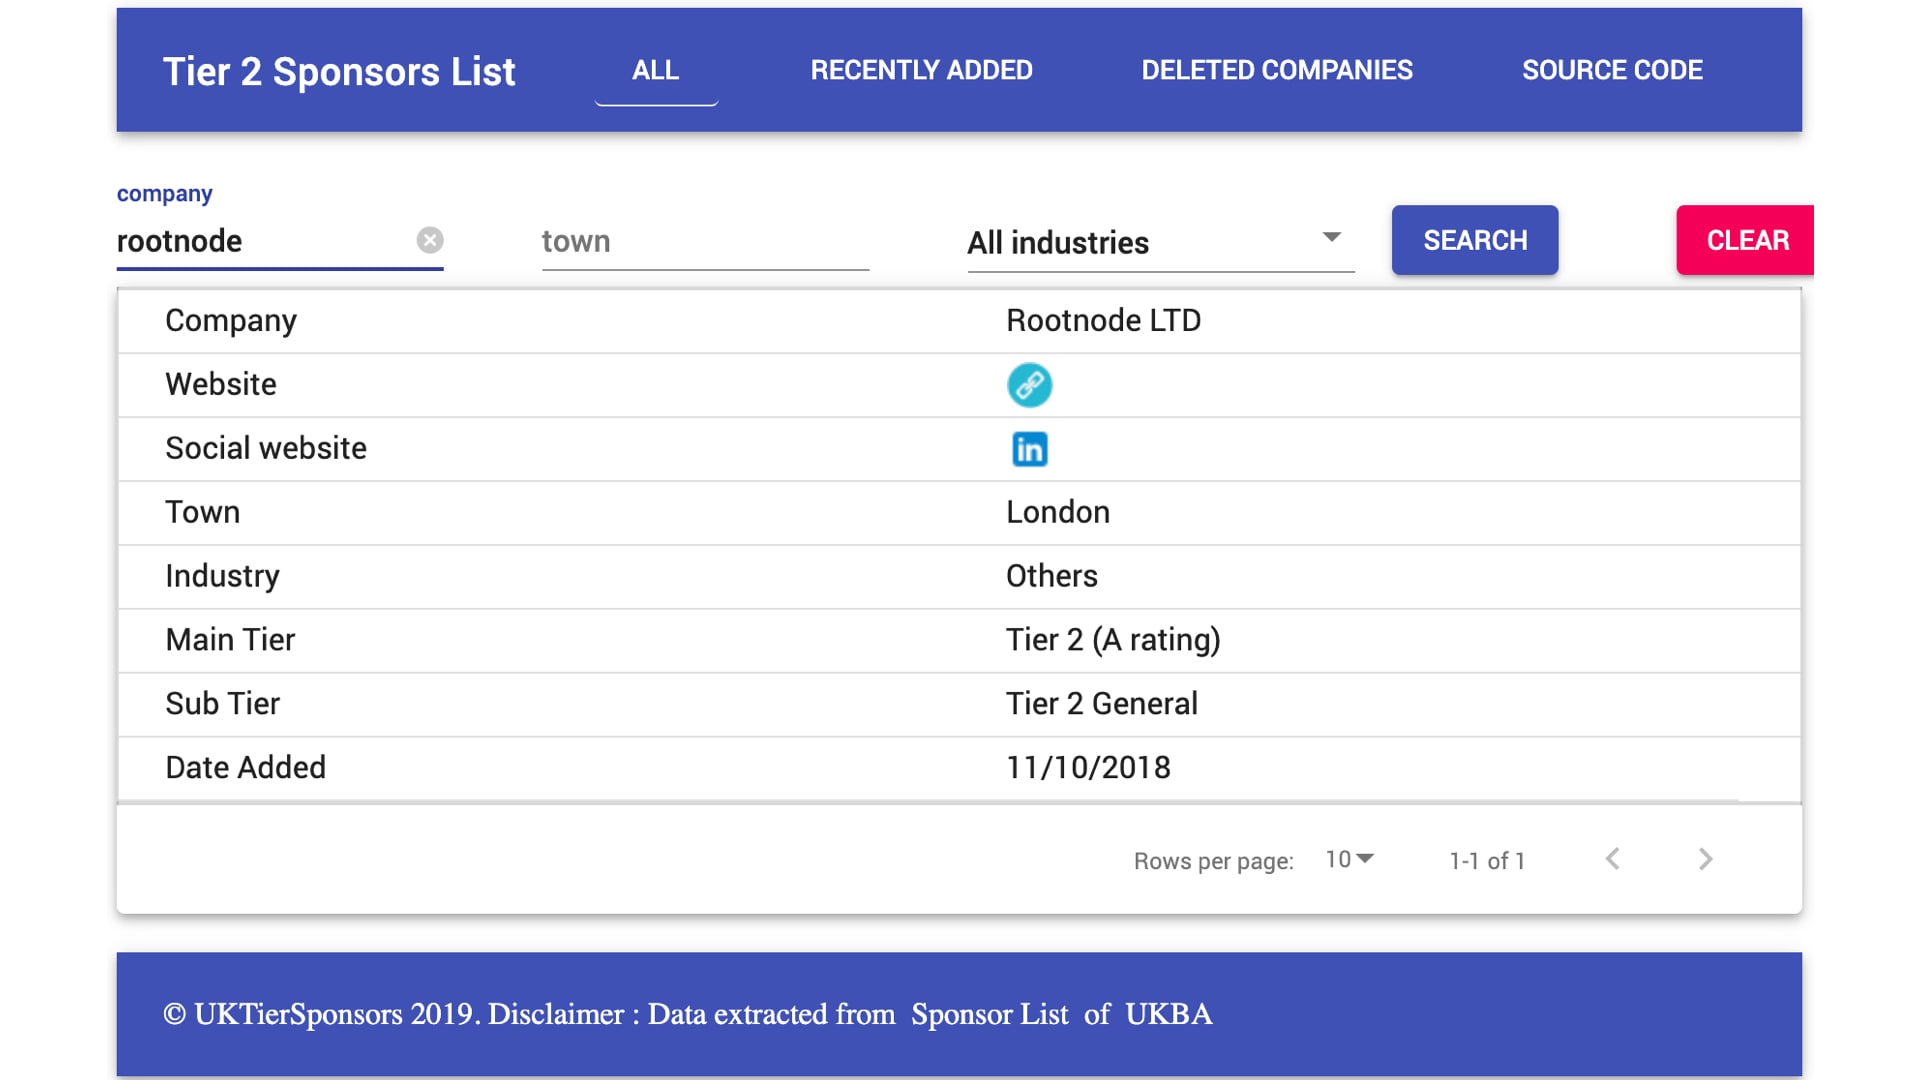 Tier 2 Sponsors List ALL RECENTLY ADDED DELETED COMPANIES SOURCE CODE
company
rootnode town All industries SEARCH CLEAR
Company Rootnode LTD
Website
Social website in
Town London
Industry Others
Main Tier Tier 2 (A rating)
Sub Tier Tier 2 General
Date Added 11/10/2018
Rows per page: 10 1-1 of 1
© UKTierSponsors 2019. Disclaimer : Data extracted from Sponsor List of UKBA